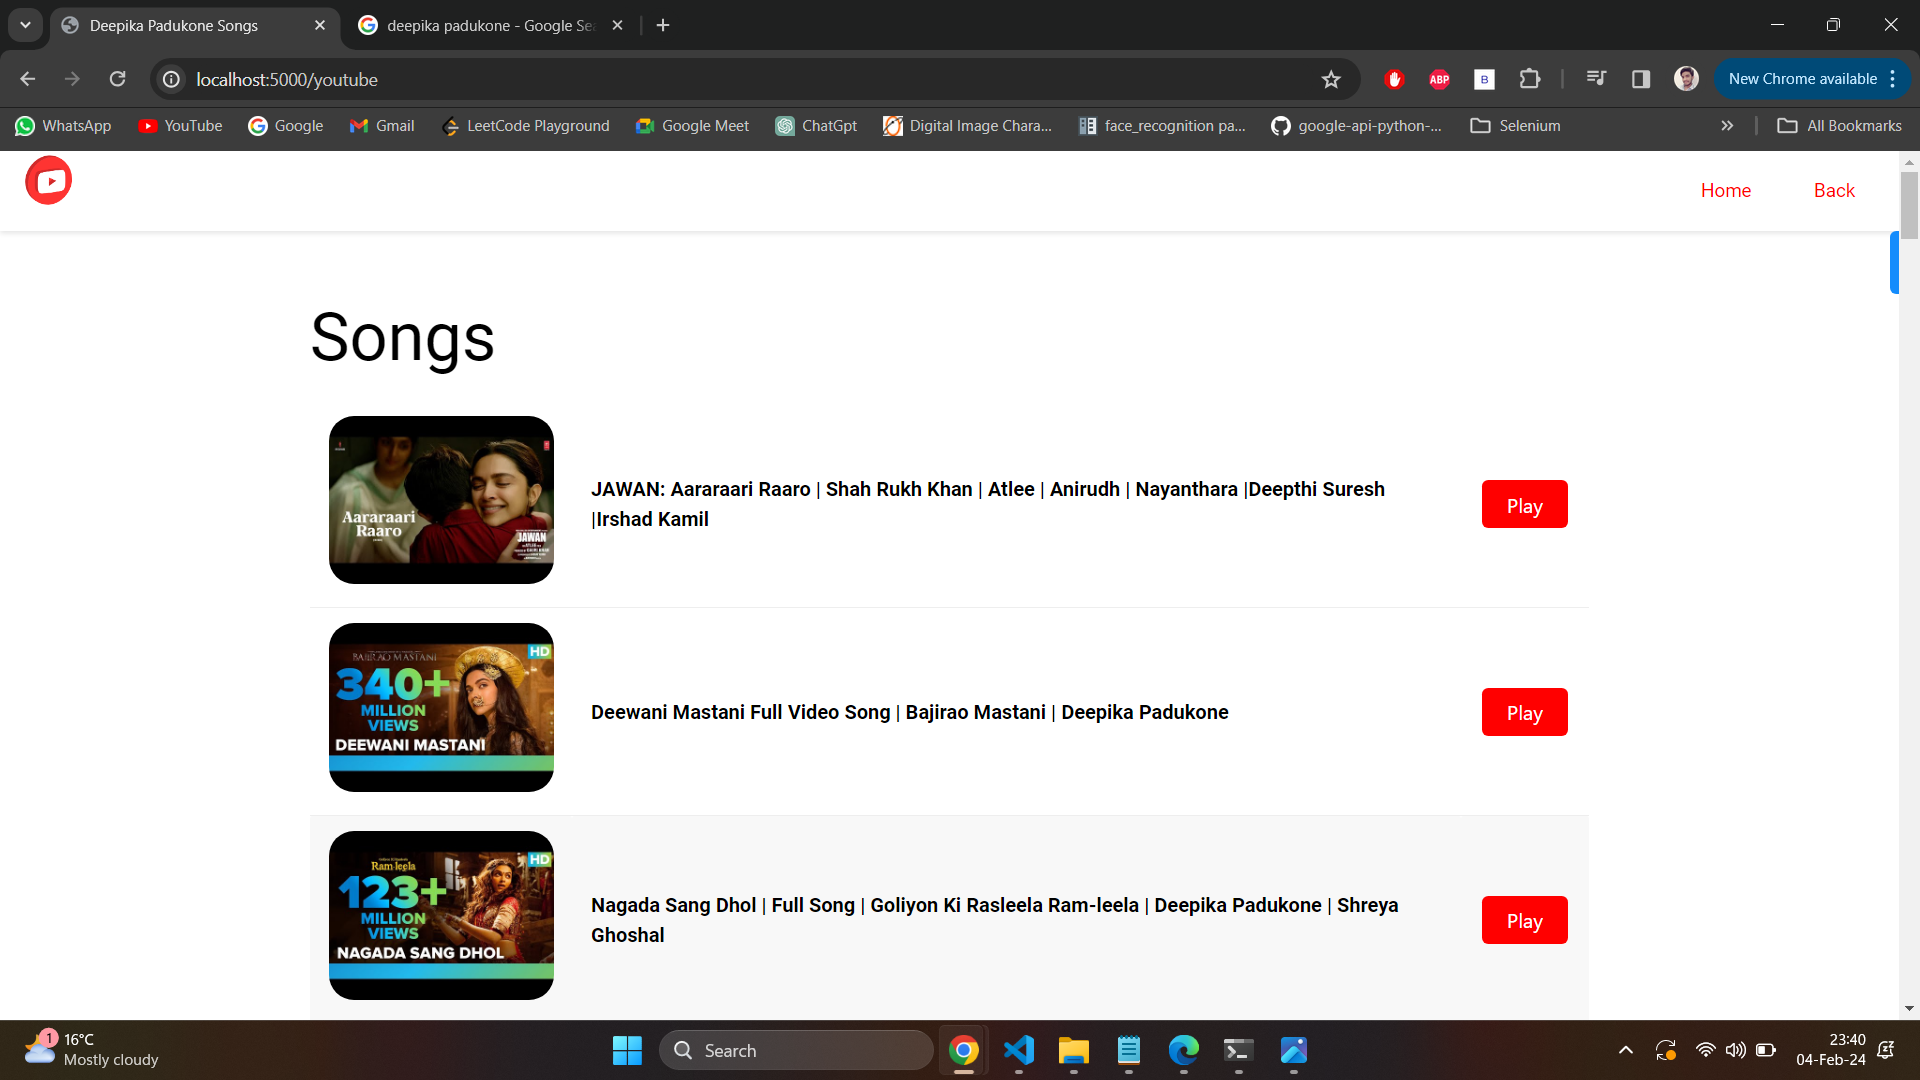 Deepika Padukone Songs
deepika padukone - Google Se
localhost:5000/youtube
ABP
B
New Chrome available
WhatsApp
YouTube
Google
Gmail
LeetCode Playground
Google Meet
ChatGpt
Digital Image Chara...
face_recognition pa...
google-api-python-...
Selenium
All Bookmarks
Home
Back
Songs
Aararaari
Raaro
JAWAN
JAWAN: Aararaari Raaro | Shah Rukh Khan | Atlee | Anirudh | Nayanthara |Deepthi Suresh
|Irshad Kamil
Play
BAJIRAO MASTANI
HD
340+
MILLION
VIEWS
DEEWANI MASTANI
Deewani Mastani Full Video Song | Bajirao Mastani | Deepika Padukone
Play
Ram-leela
HD
123+
MILLION
VIEWS
NAGADA SANG DHOL
Nagada Sang Dhol | Full Song | Goliyon Ki Rasleela Ram-leela | Deepika Padukone | Shreya
Ghoshal
Play
1
16°C
Mostly cloudy
Search
23:40
04-Feb-24